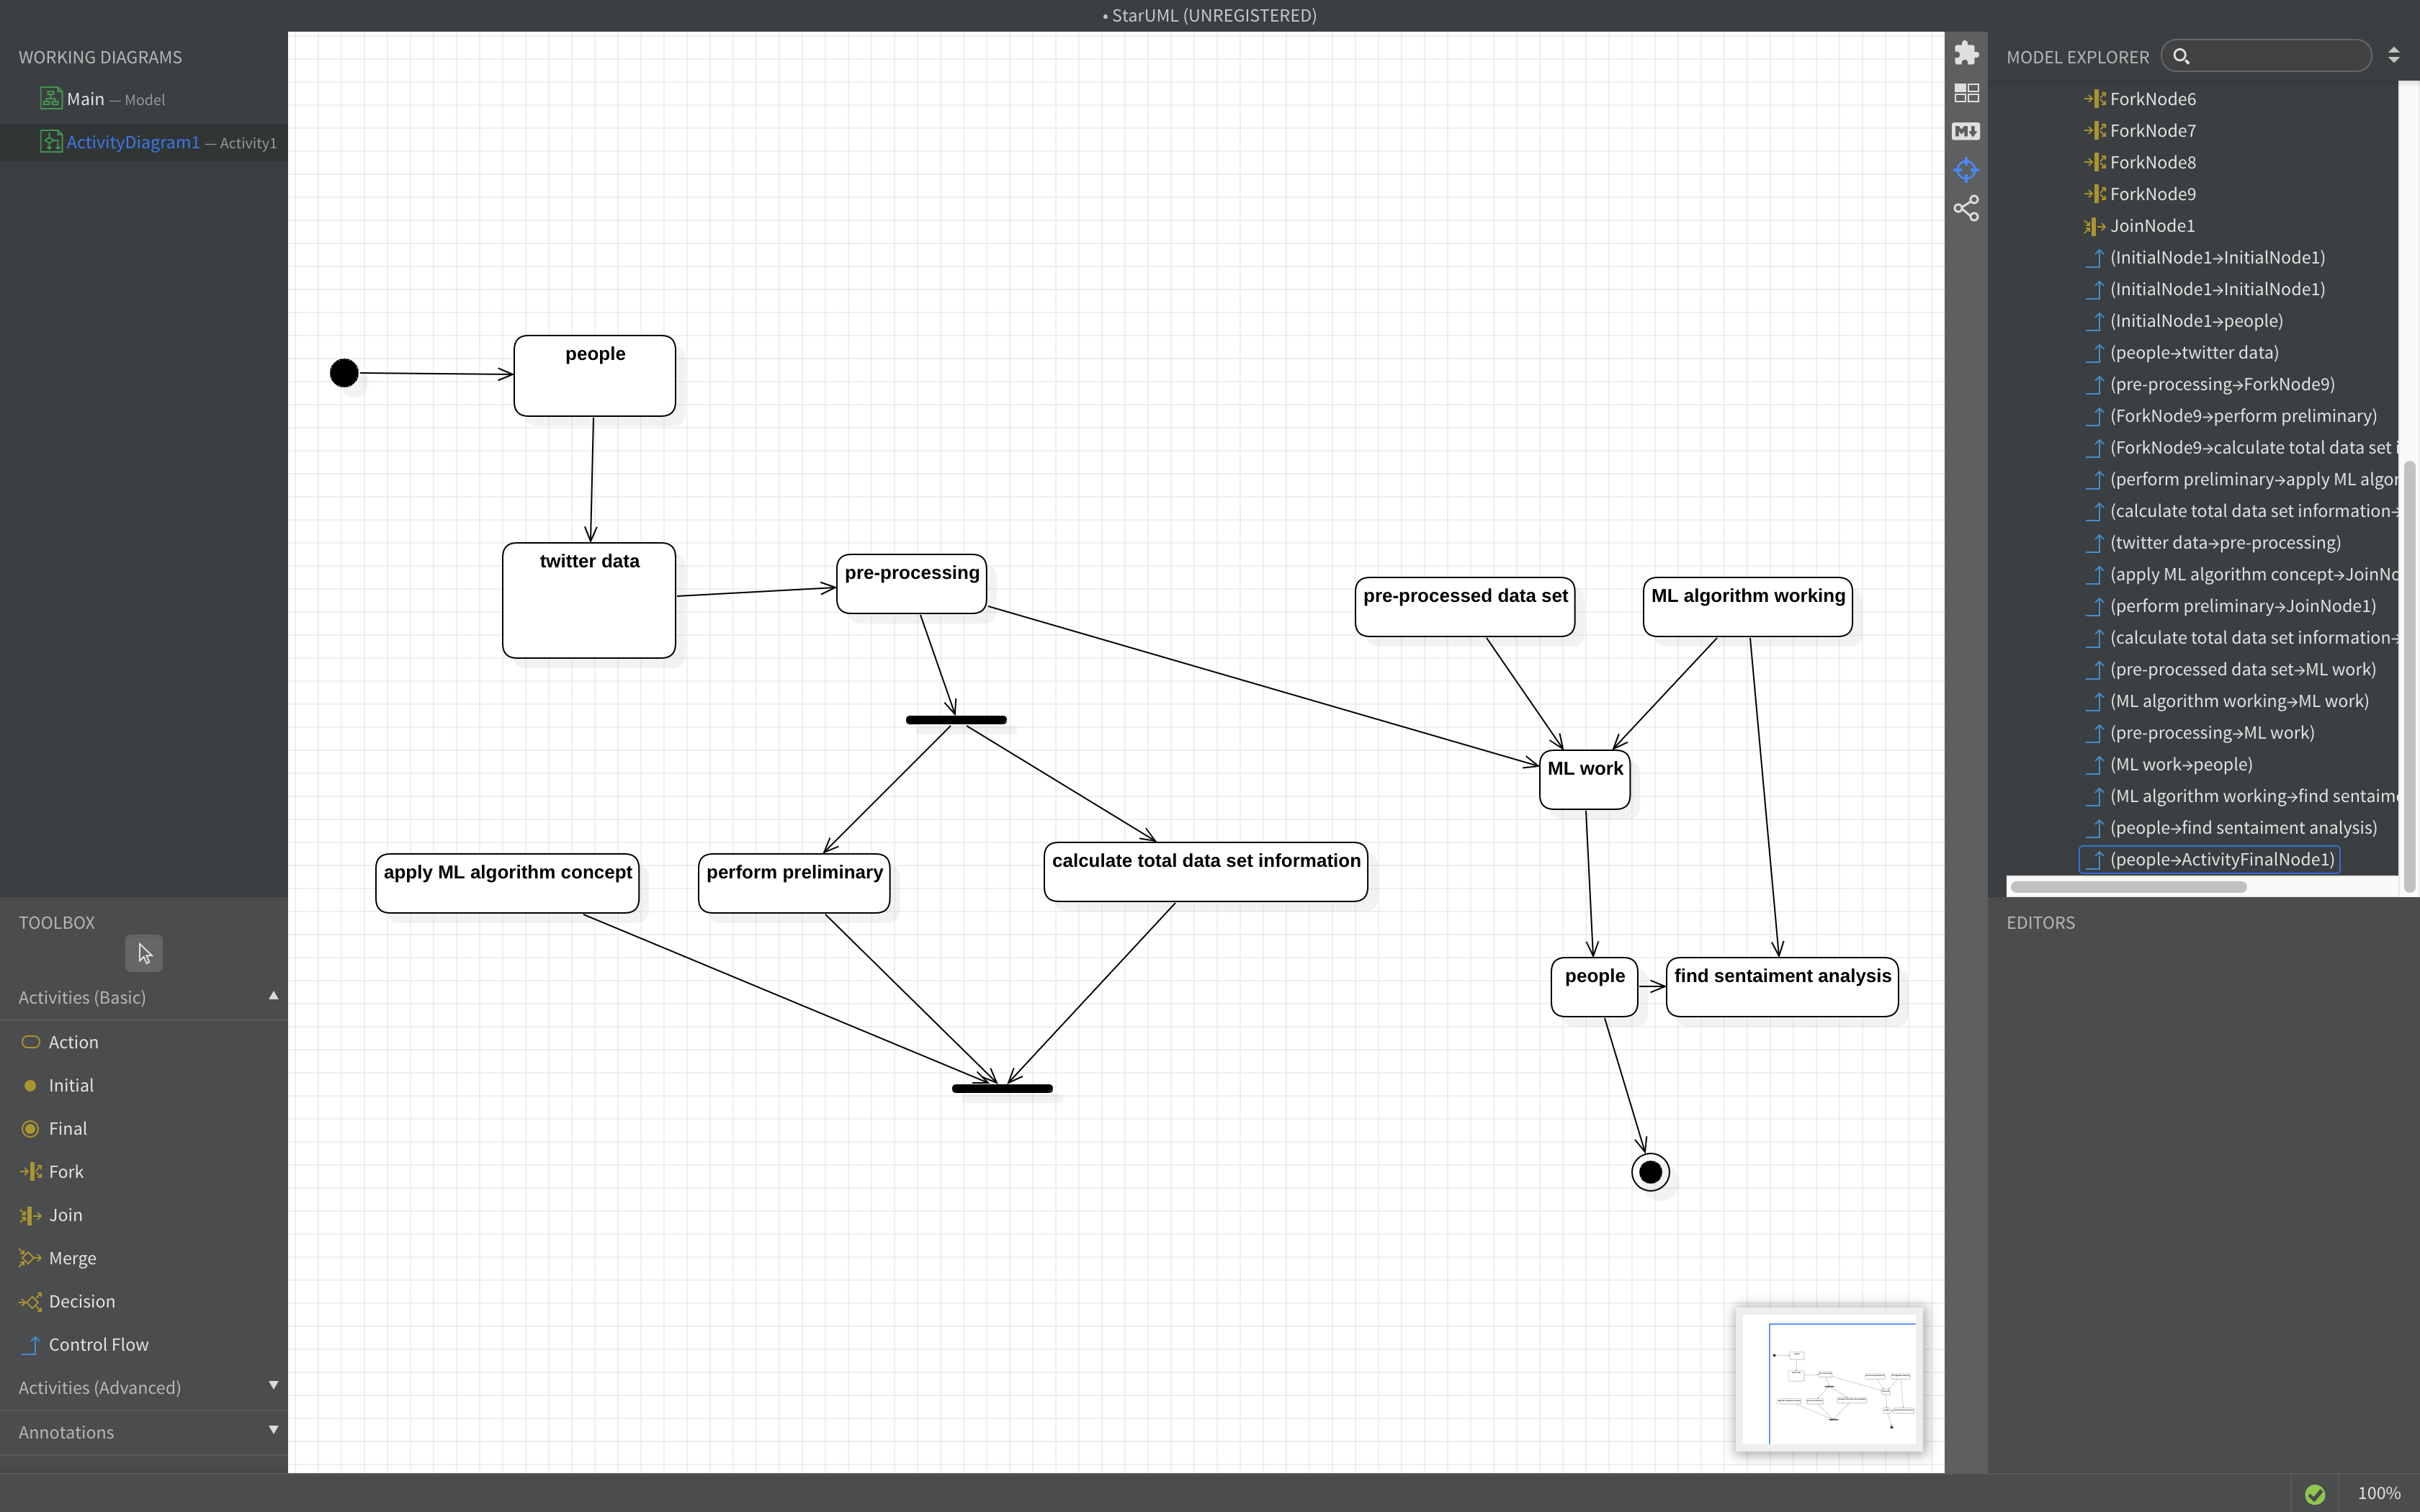 • StarUML (UNREGISTERED)
WORKING DIAGRAMS
Main — Model
ActivityDiagram1 — Activity1
TOOLBOX
Activities (Basic)
Action
Initial
Final
Fork
Join
Merge
Decision
Control Flow
Activities (Advanced)
Annotations
people
twitter data
pre-processing
pre-processed data set
ML algorithm working
ML work
apply ML algorithm concept
perform preliminary
calculate total data set information
people
find sentaiment analysis
MODEL EXPLORER
ForkNode6
ForkNode7
ForkNode8
ForkNode9
JoinNode1
(InitialNode1→InitialNode1)
(InitialNode1→InitialNode1)
(InitialNode1→people)
(people→twitter data)
(pre-processing→ForkNode9)
(ForkNode9→perform preliminary)
(ForkNode9→calculate total data set i
(perform preliminary→apply ML algor
(calculate total data set information→
(twitter data→pre-processing)
(apply ML algorithm concept→JoinNo
(perform preliminary→JoinNode1)
(calculate total data set information→
(pre-processed data set→ML work)
(ML algorithm working→ML work)
(pre-processing→ML work)
(ML work→people)
(ML algorithm working→find sentaime
(people→find sentaiment analysis)
(people→ActivityFinalNode1)
EDITORS
100%